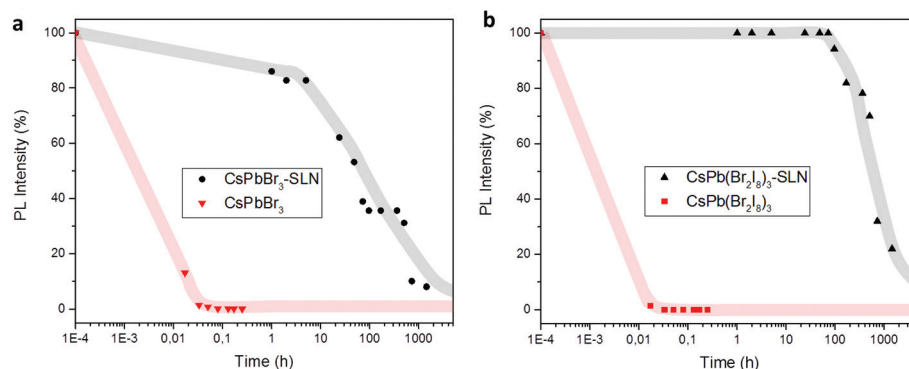 a
PL Intensity (%)
100
80
60
40
20
0
CsPbBr₃-SLN
CsPbBr₃
1E-4 1E-3 0,01 0,1 1 10 100 1000
Time (h)
b
PL Intensity (%)
100
80
60
40
20
0
CsPb(Br₂I₈)₃-SLN
CsPb(Br₂I₈)₃
1E-4 1E-3 0,01 0,1 1 10 100 1000
Time (h)